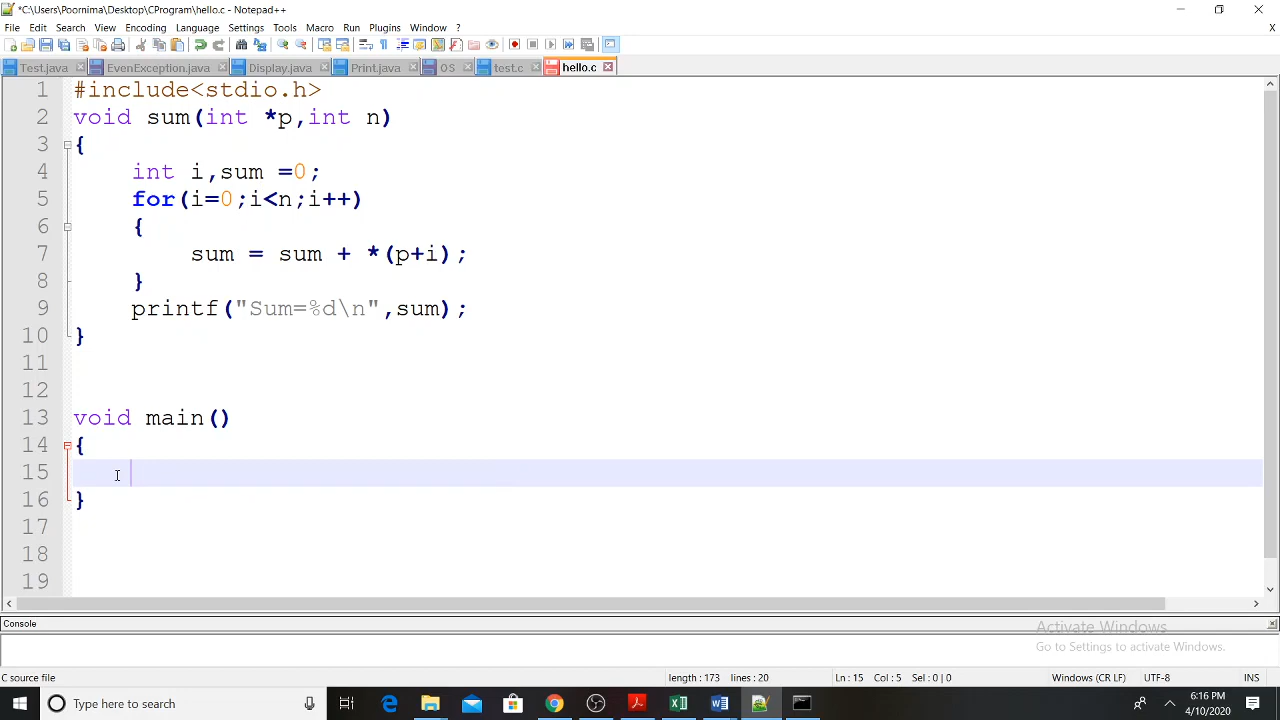 *C:\Users\Poornima\Desktop\CProgram\hello.c - Notepad++
File Edit Search View Encoding Language Settings Tools Macro Run Plugins Window ? X
Test.java EvenException.java Display.java Print.java OS test.c hello.c
1 #include<stdio.h>
2 void sum(int *p,int n)
3 {
4 int i,sum =0;
5 for(i=0;i<n;i++)
6 {
7 sum = sum + *(p+i);
8 }
9 printf("Sum=%d\n",sum);
10 }
11
12
13 void main()
14 {
15
16 }
17
18
19
Console
Activate Windows
Go to Settings to activate Windows.
C source file length : 173 lines : 20 Ln : 15 Col : 5 Sel : 0 | 0 Windows (CR LF) UTF-8 INS
Type here to search
6:16 PM
4/10/2020